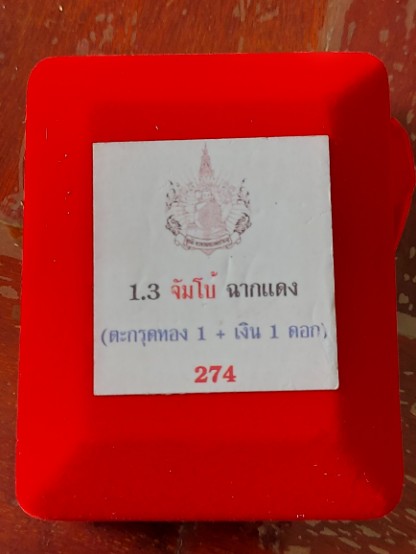 1.3 จัมโบ้ ฉากแดง
(ตะกรุดทอง 1 + เงิน 1 ดอก)
274